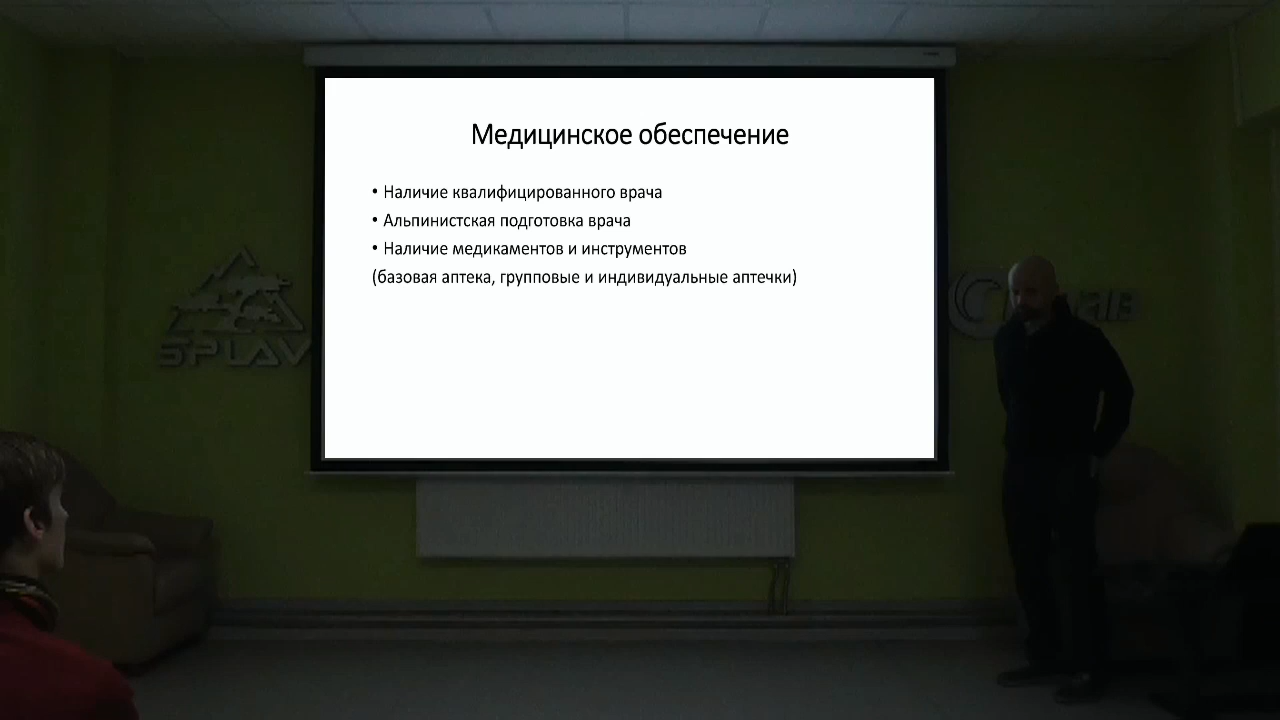 Медицинское обеспечение
• Наличие квалифицированного врача
• Альпинистская подготовка врача
• Наличие медикаментов и инструментов
(базовая аптека, групповые и индивидуальные аптечки)
SPLAV